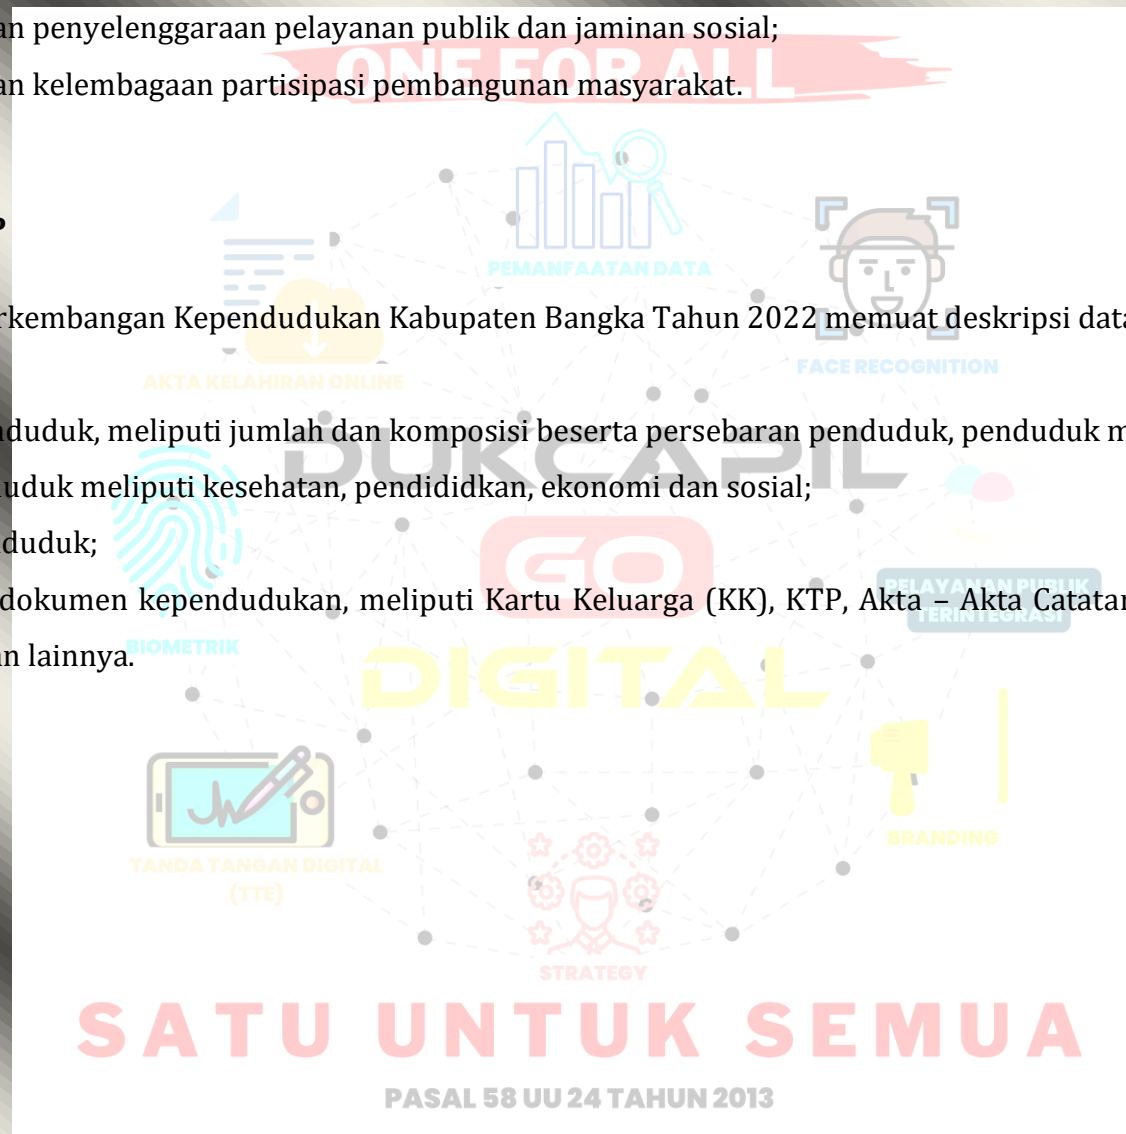 an penyelenggaraan pelayanan publik dan jaminan sosial;
ONE FOR ALL
an kelembagaan partisipasi pembangunan masyarakat.
P
PEMANFAATAN DATA
rkembangan Kependudukan Kabupaten Bangka Tahun 2022 memuat deskripsi data
FACE RECOGNITION
AKTA KELAHIRAN ONLINE
nduduk, meliputi jumlah dan komposisi beserta persebaran penduduk, penduduk m
DUKCAPIL
duduk meliputi kesehatan, pendididkan, ekonomi dan sosial;
nduduk;
GO
PELAYANAN PUBLIK
TERINTEGRASI
dokumen kependudukan, meliputi Kartu Keluarga (KK), KTP, Akta – Akta Catatan
BIOMETRIK
an lainnya.
DIGITAL
BRANDING
TANDA TANGAN DIGITAL
(TTE)
STRATEGY
SATU UNTUK SEMUA
PASAL 58 UU 24 TAHUN 2013